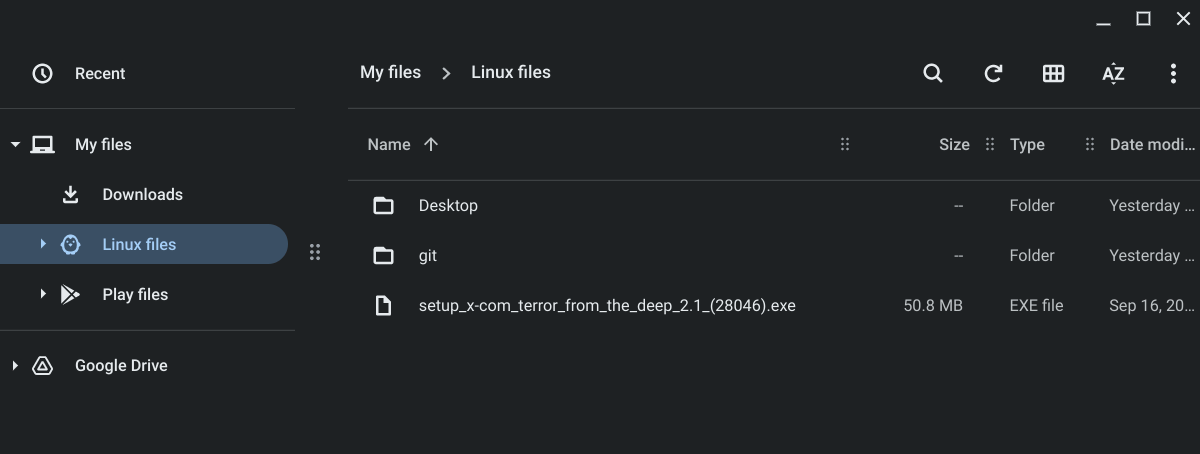 Recent
My files
Downloads
Linux files
Play files
Google Drive
My files > Linux files
AZ
Name Size Type Date modi...
Desktop -- Folder Yesterday ...
git -- Folder Yesterday ...
setup_x-com_terror_from_the_deep_2.1_(28046).exe 50.8 MB EXE file Sep 16, 20...